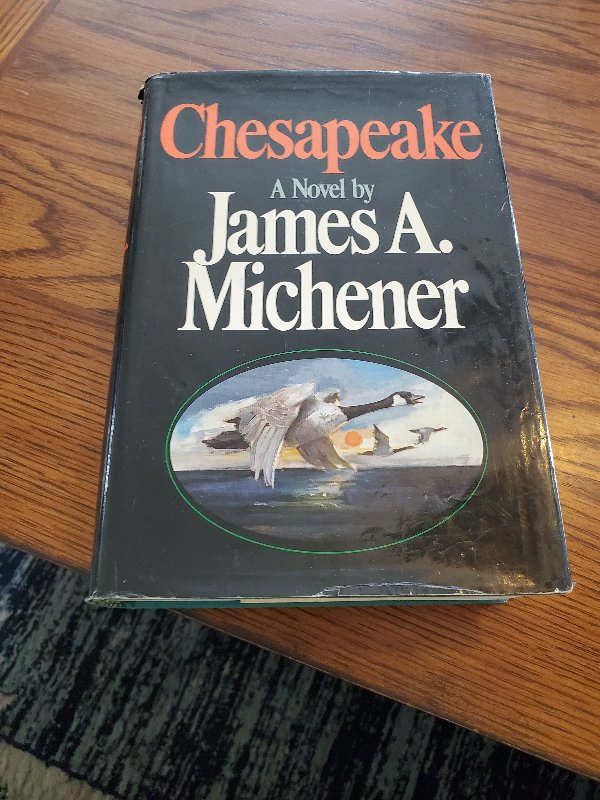 Chesapeake
A Novel by
James A.
Michener